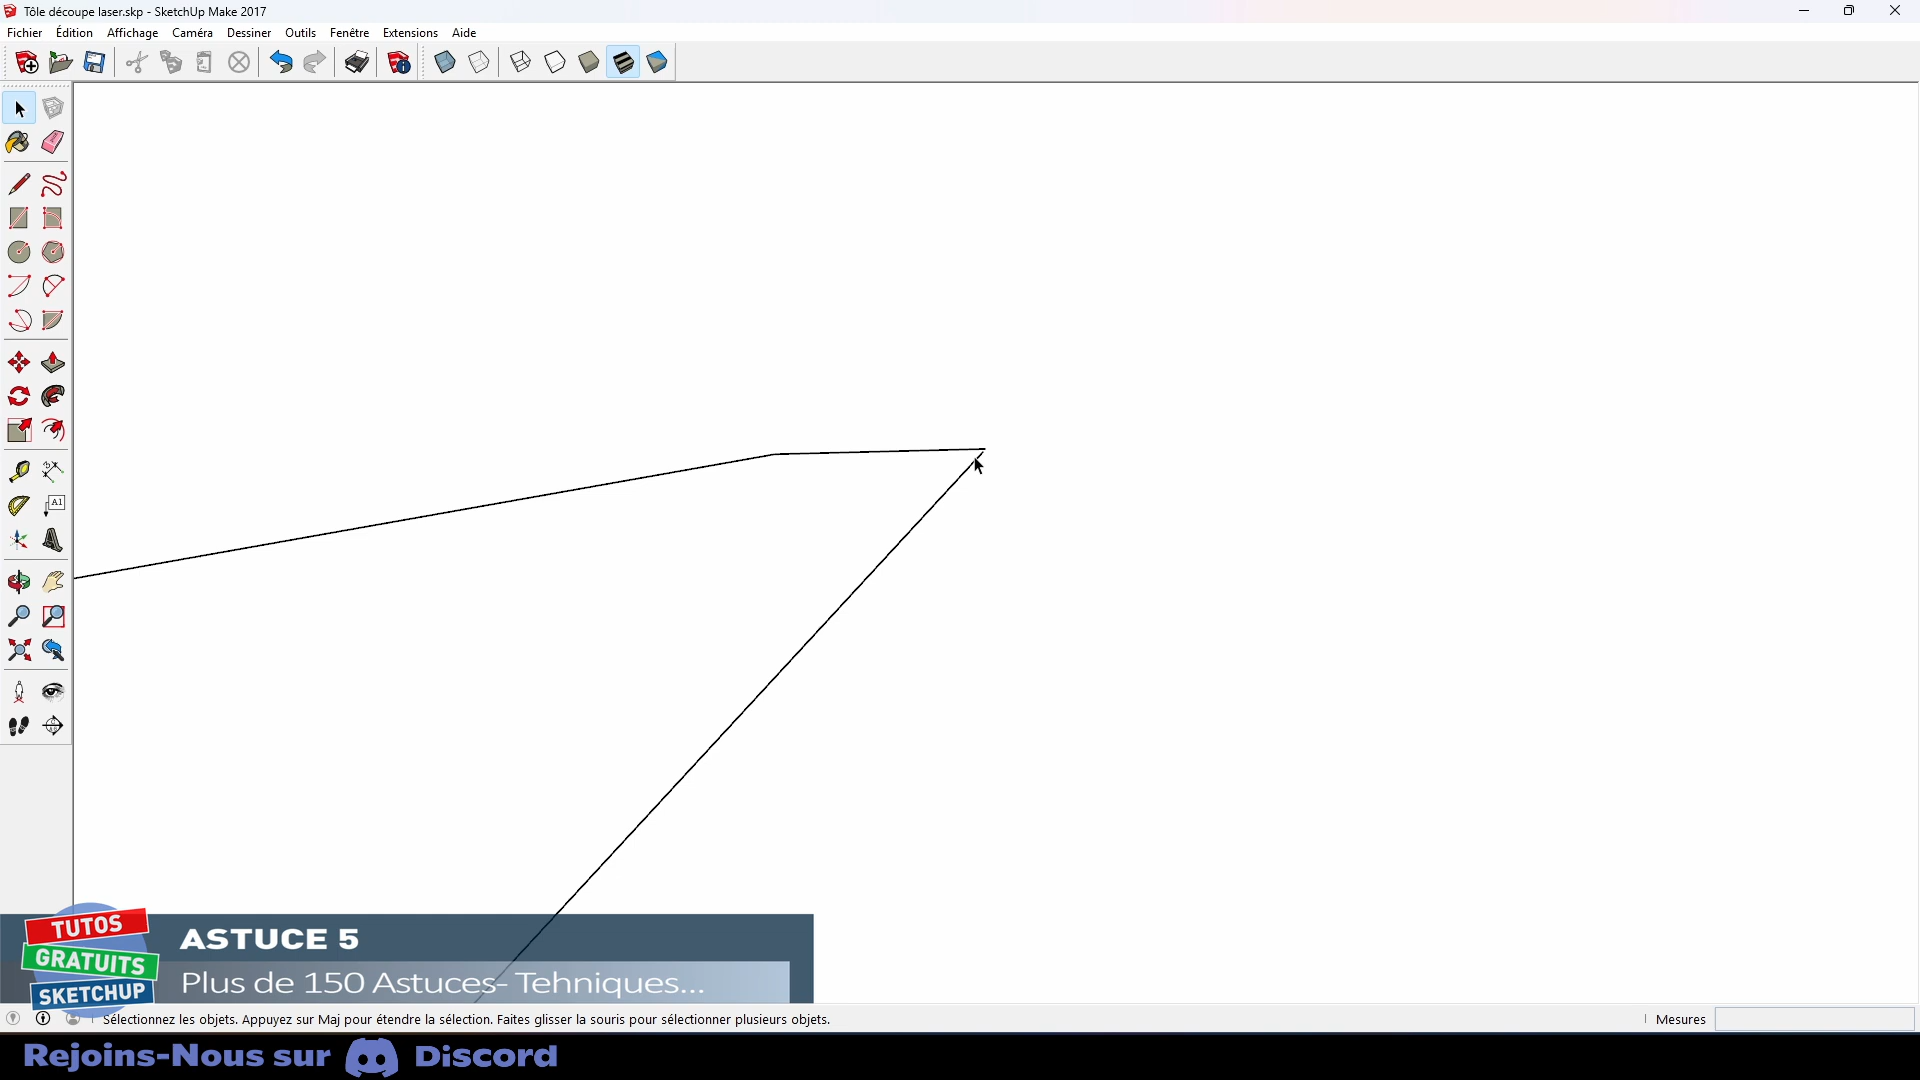 Tôle découpe laser.skp - SketchUp Make 2017
Fichier Édition Affichage Caméra Dessiner Outils Fenêtre Extensions Aide
A1
TUTOS
GRATUITS
SKETCHUP
ASTUCE 5
Plus de 150 Astuces- Tehniques...
Sélectionnez les objets. Appuyez sur Maj pour étendre la sélection. Faites glisser la souris pour sélectionner plusieurs objets.
Mesures
Rejoins-Nous sur Discord